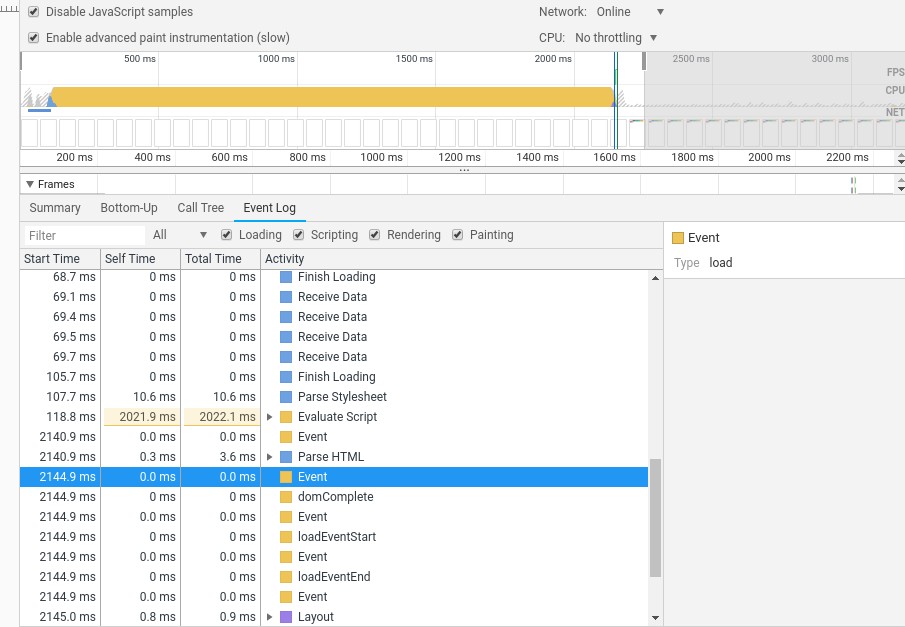 Disable JavaScript samples Network: Online
Enable advanced paint instrumentation (slow) CPU: No throttling
500 ms 1000 ms 1500 ms 2000 ms 2500 ms 3000 ms
FPS
CPU
NET
200 ms 400 ms 600 ms 800 ms 1000 ms 1200 ms 1400 ms 1600 ms 1800 ms 2000 ms 2200 ms
...
Frames
Summary Bottom-Up Call Tree Event Log
Filter All Loading Scripting Rendering Painting
Start Time Self Time Total Time Activity
68.7 ms 0 ms 0 ms Finish Loading
69.1 ms 0 ms 0 ms Receive Data
69.4 ms 0 ms 0 ms Receive Data
69.5 ms 0 ms 0 ms Receive Data
69.7 ms 0 ms 0 ms Receive Data
105.7 ms 0 ms 0 ms Finish Loading
107.7 ms 10.6 ms 10.6 ms Parse Stylesheet
118.8 ms 2021.9 ms 2022.1 ms Evaluate Script
2140.9 ms 0.0 ms 0.0 ms Event
2140.9 ms 0.3 ms 3.6 ms Parse HTML
2144.9 ms 0.0 ms 0.0 ms Event
2144.9 ms 0 ms 0 ms domComplete
2144.9 ms 0.0 ms 0.0 ms Event
2144.9 ms 0 ms 0 ms loadEventStart
2144.9 ms 0.0 ms 0.0 ms Event
2144.9 ms 0 ms 0 ms loadEventEnd
2144.9 ms 0.0 ms 0.0 ms Event
2145.0 ms 0.8 ms 0.9 ms Layout
Event
Type load